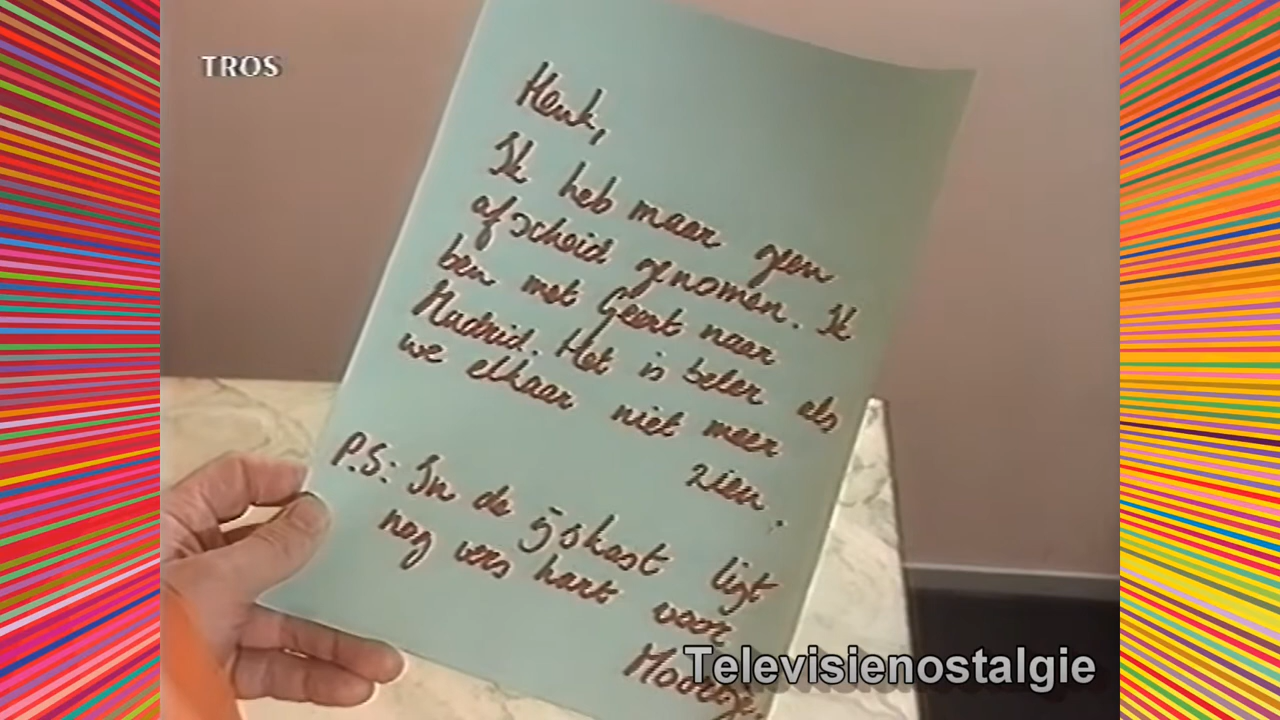 TROS
Henk,
Ik heb maar geen
afscheid genomen. Ik
ben met Geert naar
Madrid. Het is beter als
we elkaar niet meer
zien.
P.S: In de ijskast ligt
nog vers hart voor
Televisienostalgie